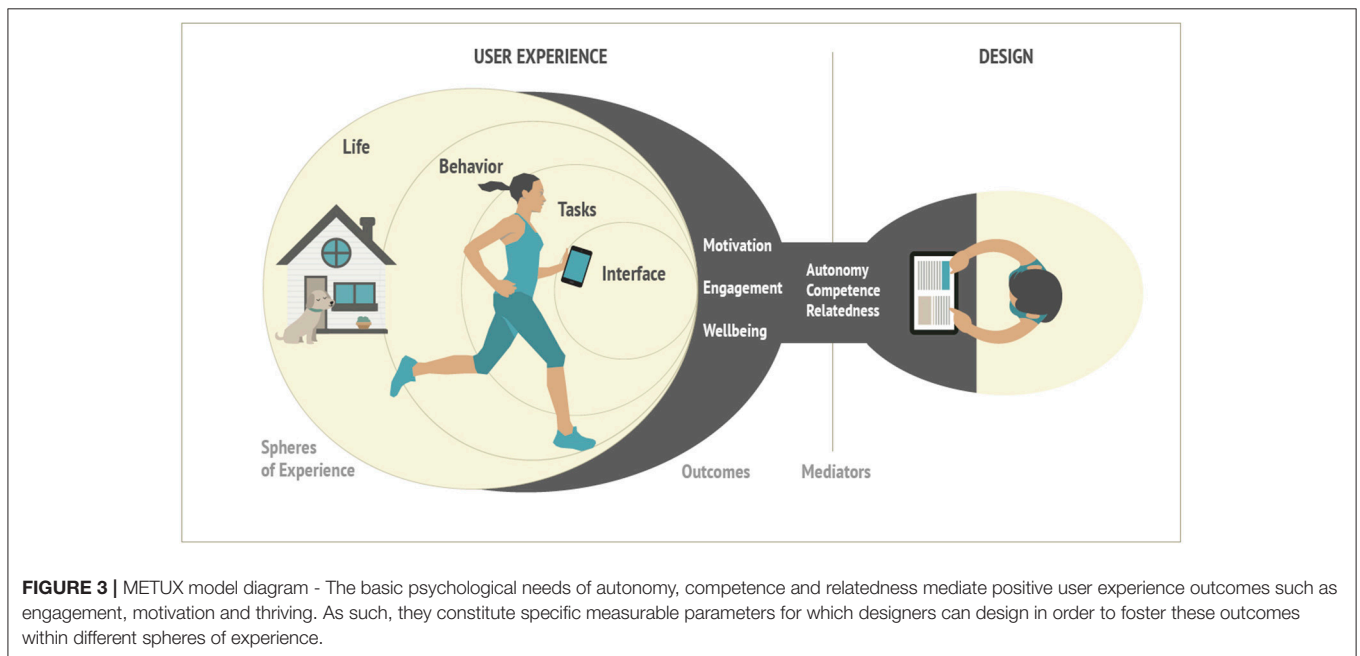 USER EXPERIENCE
DESIGN
Life
Behavior
Tasks
Interface
Motivation
Engagement
Wellbeing
Autonomy
Competence
Relatedness
Spheres
of Experience
Outcomes
Mediators
FIGURE 3 | METUX model diagram - The basic psychological needs of autonomy, competence and relatedness mediate positive user experience outcomes such as
engagement, motivation and thriving. As such, they constitute specific measurable parameters for which designers can design in order to foster these outcomes
within different spheres of experience.